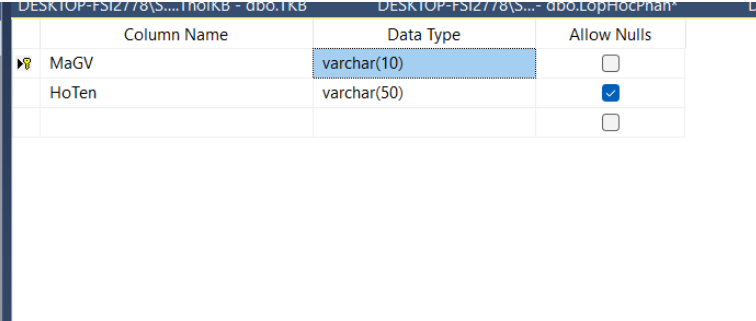 DESKTOP-FSI2778\S....ThoiKB - dbo.TKB DESKTOP-FSI2778\S...- dbo.LopHocPhan*
Column Name Data Type Allow Nulls
MaGV varchar(10)
HoTen varchar(50)